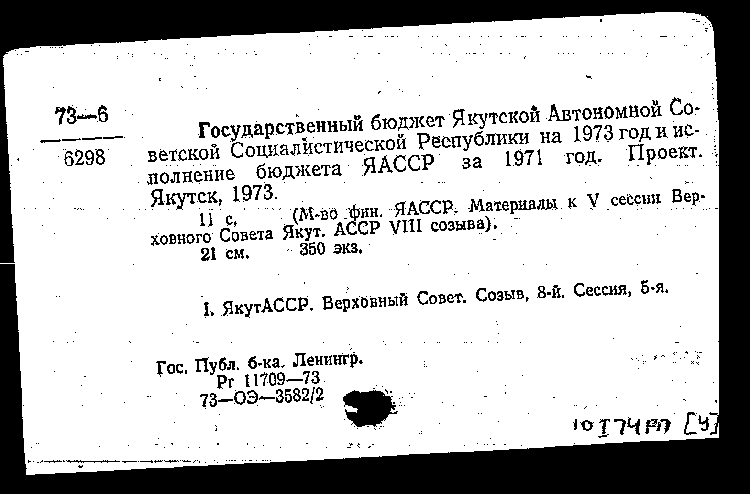 73—6
6298
Государственный бюджет Якутской Автономной Со-
ветской Социалистической Республики на 1973 год и ис-
полнение бюджета ЯАССР за 1971 год. Проект.
Якутск, 1973.
11 с. (М-во фин. ЯАССР. Материалы к V сессии Вер-
ховного Совета Якут. АССР VIII созыва).
21 см. 350 экз.
I. ЯкутАССР. Верховный Совет. Созыв, 8-й. Сессия, 5-я.
Гос. Публ. б-ка. Ленингр.
Рг 11709—73
73—ОЭ—3582/2
10 I 74 РП [У]